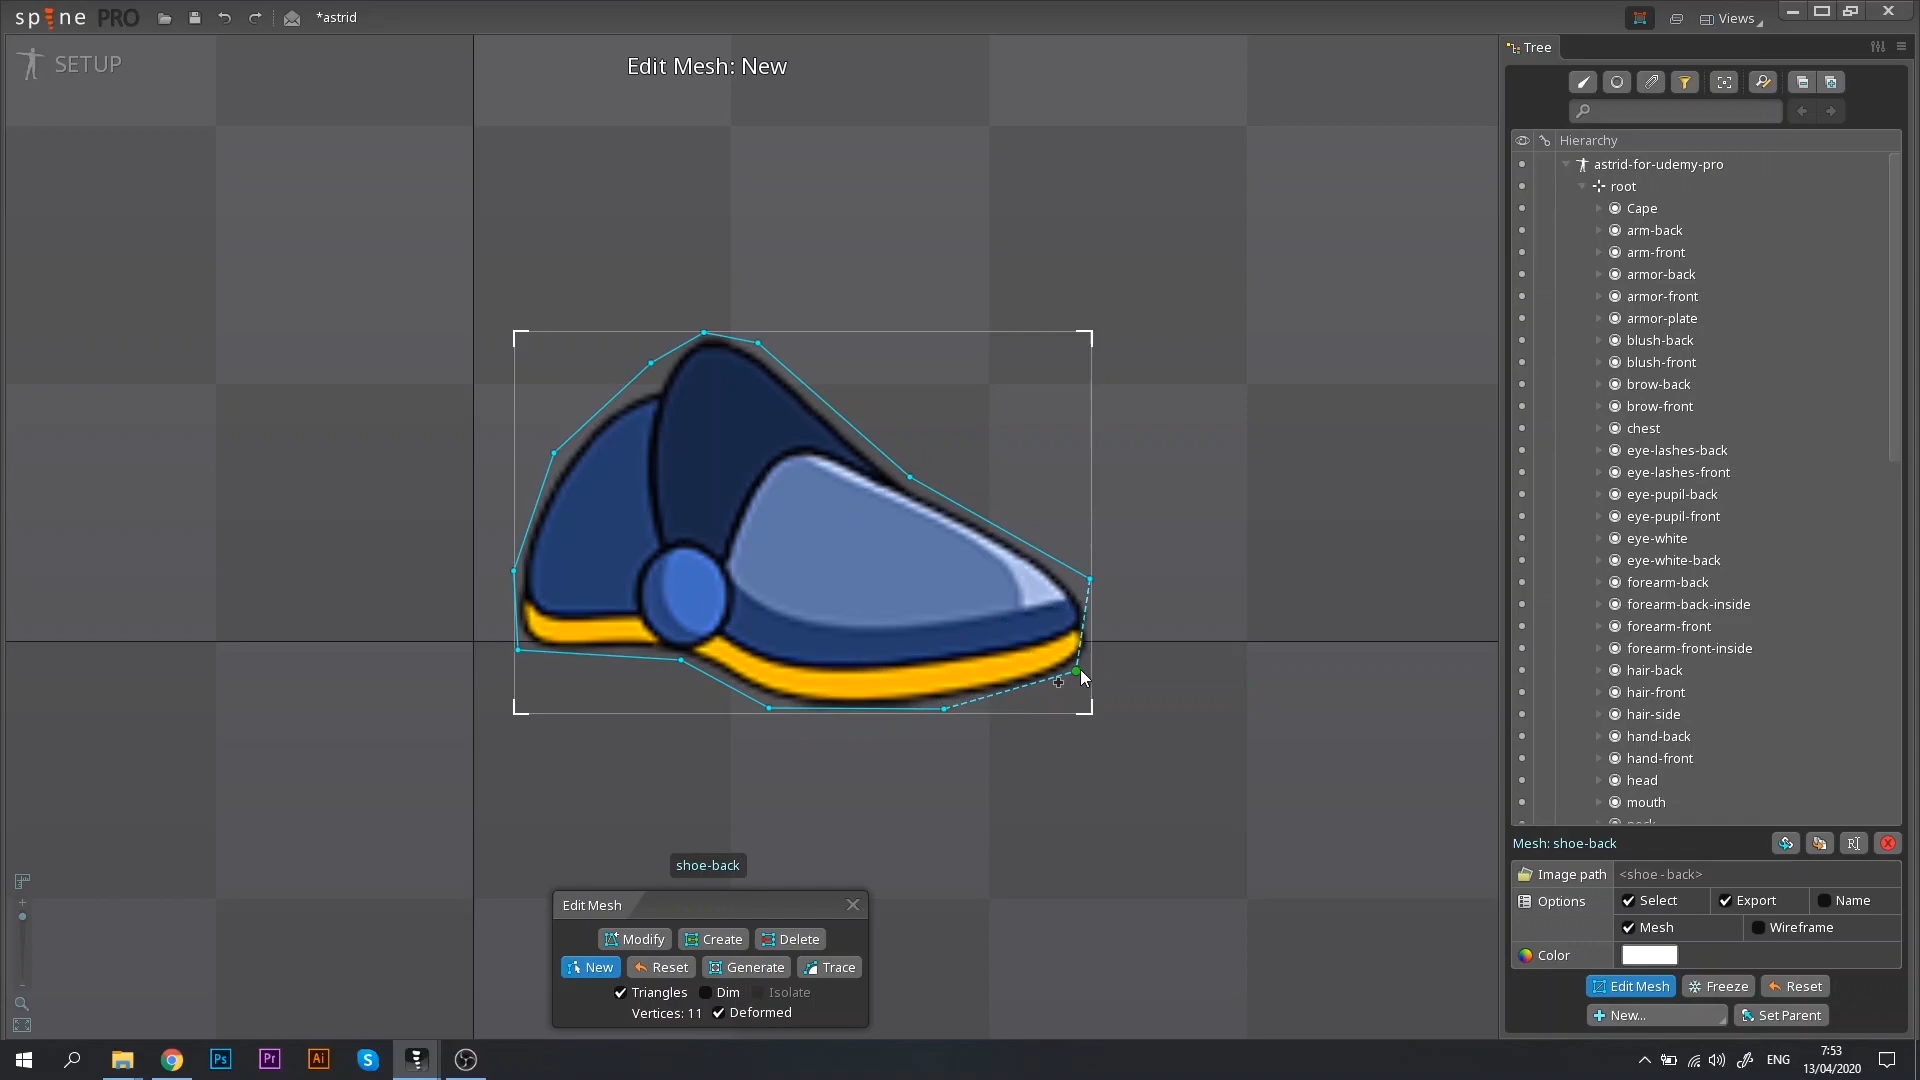 spine PRO
*astrid
Views
SETUP
Edit Mesh: New
Tree
Hierarchy
astrid-for-udemy-pro
root
Cape
arm-back
arm-front
armor-back
armor-front
armor-plate
blush-back
blush-front
brow-back
brow-front
chest
eye-lashes-back
eye-lashes-front
eye-pupil-back
eye-pupil-front
eye-white
eye-white-back
forearm-back
forearm-back-inside
forearm-front
forearm-front-inside
hair-back
hair-front
hair-side
hand-back
hand-front
head
mouth
Mesh: shoe-back
Image path <shoe-back>
Options Select Export Name
Mesh Wireframe
Color
Edit Mesh Freeze Reset
New... Set Parent
shoe-back
Edit Mesh
Modify Create Delete
New Reset Generate Trace
Triangles Dim Isolate
Vertices: 11 Deformed
Ps Pr Ai
ENG
7:53
13/04/2020